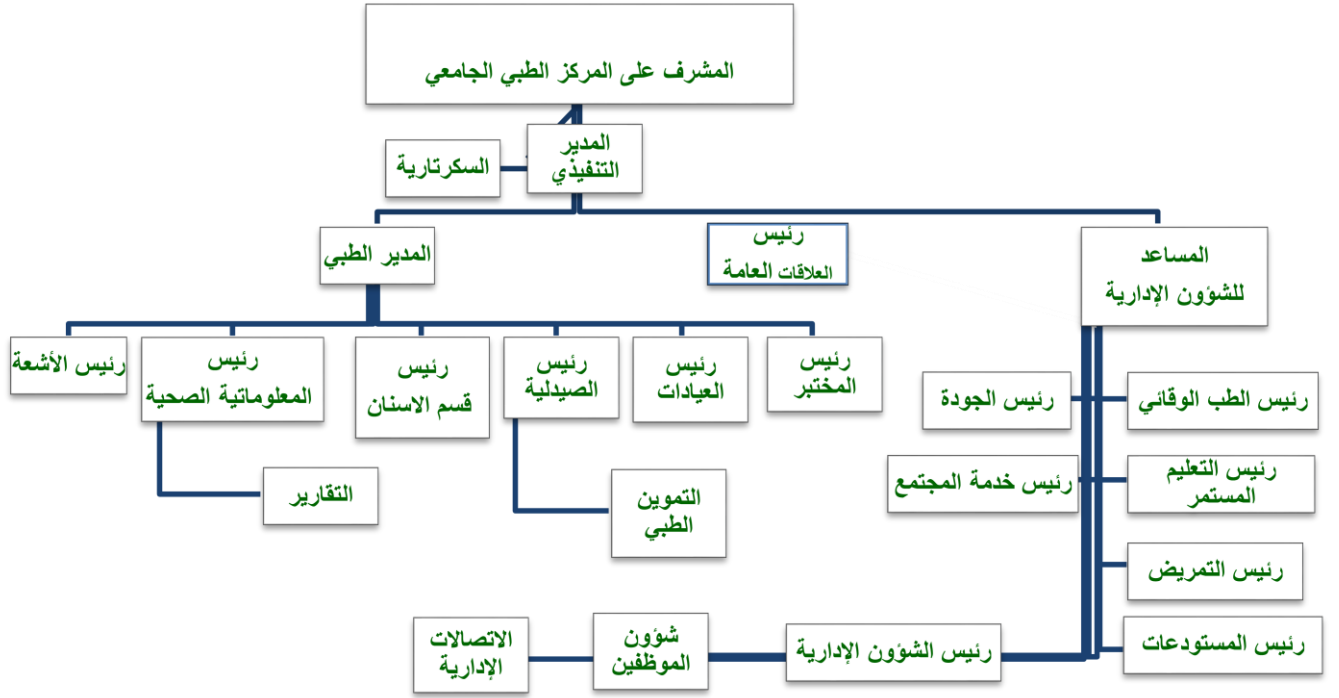 المشرف على المركز الطبي الجامعي
المدير
التنفيذي
السكرتارية
المساعد
للشؤون الإدارية
رئيس
العلاقات العامة
المدير الطبي
رئيس
المختبر
رئيس
العيادات
رئيس
الصيدلية
رئيس
قسم الاسنان
رئيس
المعلوماتية الصحية
رئيس الأشعة
رئيس الطب الوقائي
رئيس الجودة
رئيس التعليم
المستمر
رئيس خدمة المجتمع
التموين
الطبي
التقارير
رئيس التمريض
رئيس المستودعات
رئيس الشؤون الإدارية
شؤون
الموظفين
الاتصالات
الإدارية